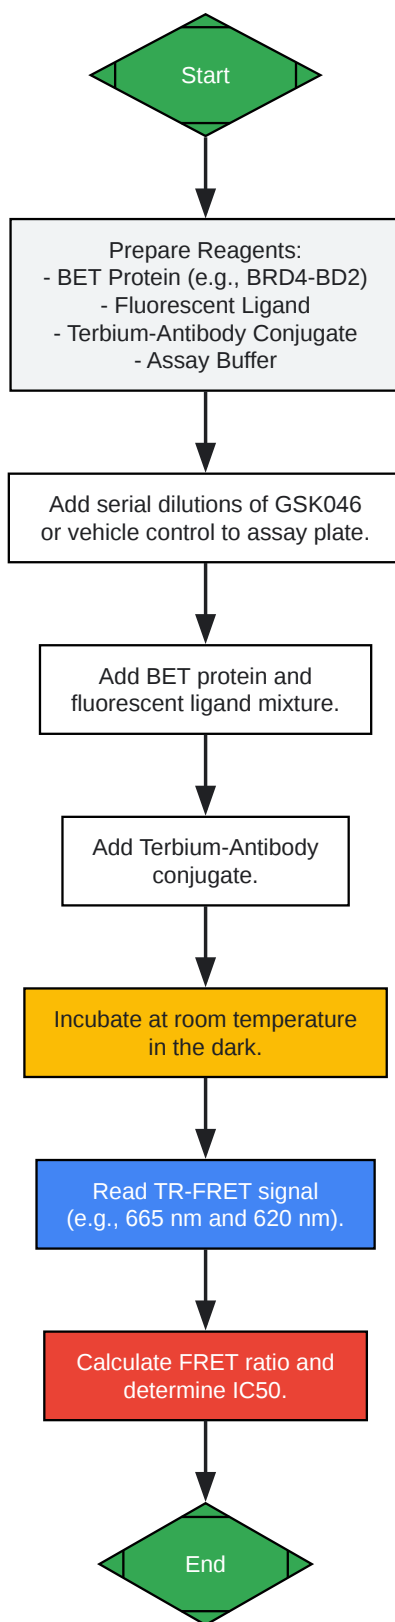 Start
Prepare Reagents:
- BET Protein (e.g., BRD4-BD2)
- Fluorescent Ligand
- Terbium-Antibody Conjugate
- Assay Buffer
Add serial dilutions of GSK046
or vehicle control to assay plate.
Add BET protein and
fluorescent ligand mixture.
Add Terbium-Antibody
conjugate.
Incubate at room temperature
in the dark.
Read TR-FRET signal
(e.g., 665 nm and 620 nm).
Calculate FRET ratio and
determine IC50.
End